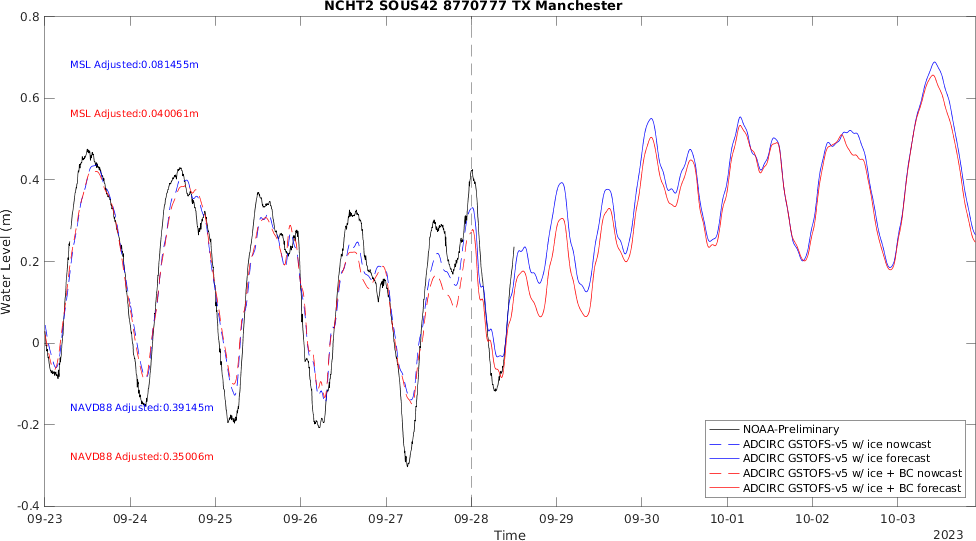 NCHT2 SOUS42 8770777 TX Manchester
0.8
0.6
0.4
0.2
0
-0.2
-0.4
Water Level (m)
MSL Adjusted:0.081455m
MSL Adjusted:0.040061m
NAVD88 Adjusted:0.39145m
NAVD88 Adjusted:0.35006m
NOAA-Preliminary
ADCIRC GSTOFS-v5 w/ ice nowcast
ADCIRC GSTOFS-v5 w/ ice forecast
ADCIRC GSTOFS-v5 w/ ice + BC nowcast
ADCIRC GSTOFS-v5 w/ ice + BC forecast
09-23 09-24 09-25 09-26 09-27 09-28 09-29 09-30 10-01 10-02 10-03
Time
2023